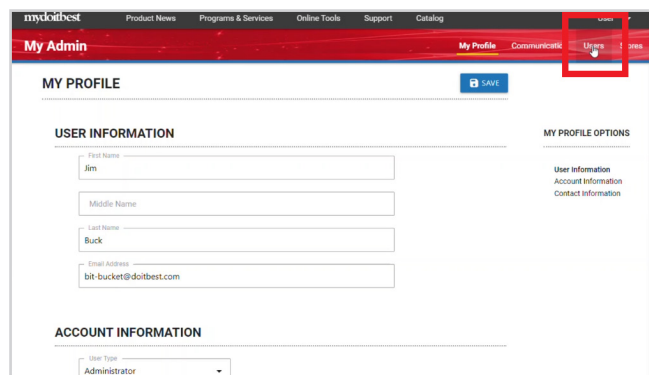 mydoitbest Product News Programs & Services Online Tools Support Catalog User
My Admin My Profile Communication Users Stores
MY PROFILE SAVE
USER INFORMATION MY PROFILE OPTIONS
First Name
Jim
User Information
Account Information
Contact Information
Middle Name
Last Name
Buck
Email Address
bit-bucket@doitbest.com
ACCOUNT INFORMATION
User Type
Administrator